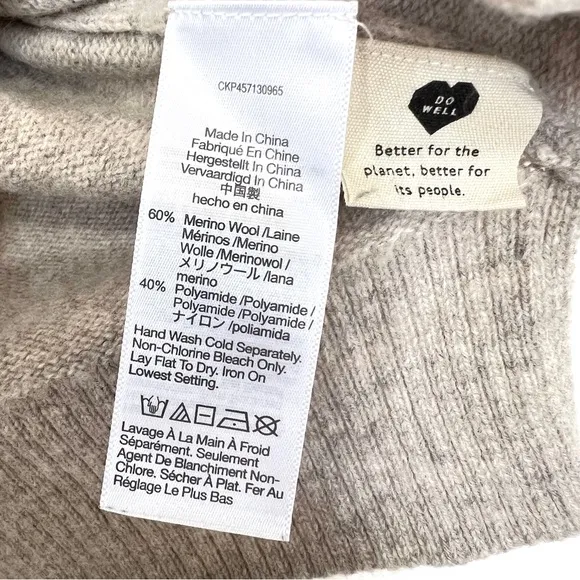 CKP457130965
Made In China
Fabriqué En Chine
Hergestellt In China
Vervaardigd In China
中国製
hecho en china
60% Merino Wool /Laine
Mérinos /Merino
Wolle /Merinowol /
メリノウール /lana
merino
40% Polyamide /Polyamide /
Polyamide /Polyamide /
ナイロン /poliamida
Hand Wash Cold Separately.
Non-Chlorine Bleach Only.
Lay Flat To Dry. Iron On
Lowest Setting.
Lavage À La Main À Froid
Séparément. Seulement
Agent De Blanchiment Non-
Chlore. Sécher À Plat. Fer Au
Réglage Le Plus Bas
DO
WELL
Better for the
planet, better for
its people.